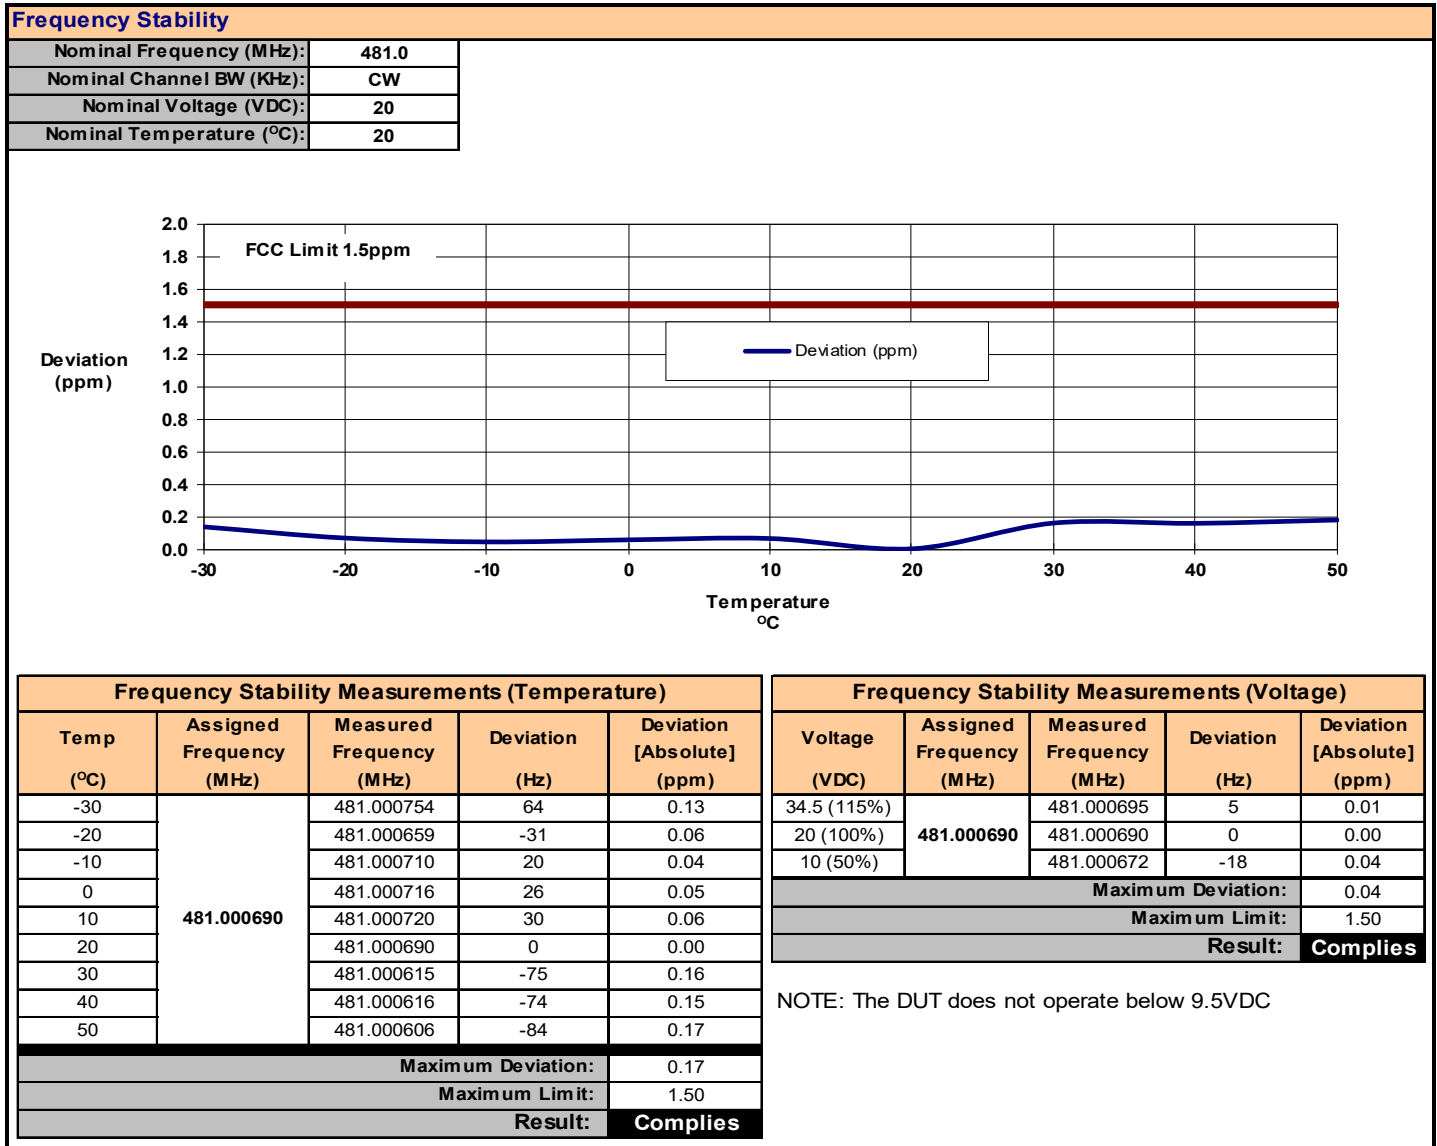 Frequency Stability
Nominal Frequency (MHz): 481.0
Nominal Channel BW (KHz): CW
Nominal Voltage (VDC): 20
Nominal Temperature (ᴼC): 20
2.0
1.8
1.6
1.4
1.2
1.0
0.8
0.6
0.4
0.2
0.0
FCC Limit 1.5ppm
Deviation (ppm)
Deviation
(ppm)
-30 -20 -10 0 10 20 30 40 50
Temperature
ᴼC
Frequency Stability Measurements (Temperature)
Temp Assigned Measured Deviation Deviation
Frequency Frequency [Absolute]
(ᴼC) (MHz) (MHz) (Hz) (ppm)
-30 481.000754 64 0.13
-20 481.000659 -31 0.06
-10 481.000710 20 0.04
0 481.000716 26 0.05
10 481.000690 481.000720 30 0.06
20 481.000690 0 0.00
30 481.000615 -75 0.16
40 481.000616 -74 0.15
50 481.000606 -84 0.17
Maximum Deviation: 0.17
Maximum Limit: 1.50
Result: Complies
Frequency Stability Measurements (Voltage)
Voltage Assigned Measured Deviation Deviation
Frequency Frequency [Absolute]
(VDC) (MHz) (MHz) (Hz) (ppm)
34.5 (115%) 481.000695 5 0.01
20 (100%) 481.000690 481.000690 0 0.00
10 (50%) 481.000672 -18 0.04
Maximum Deviation: 0.04
Maximum Limit: 1.50
Result: Complies
NOTE: The DUT does not operate below 9.5VDC